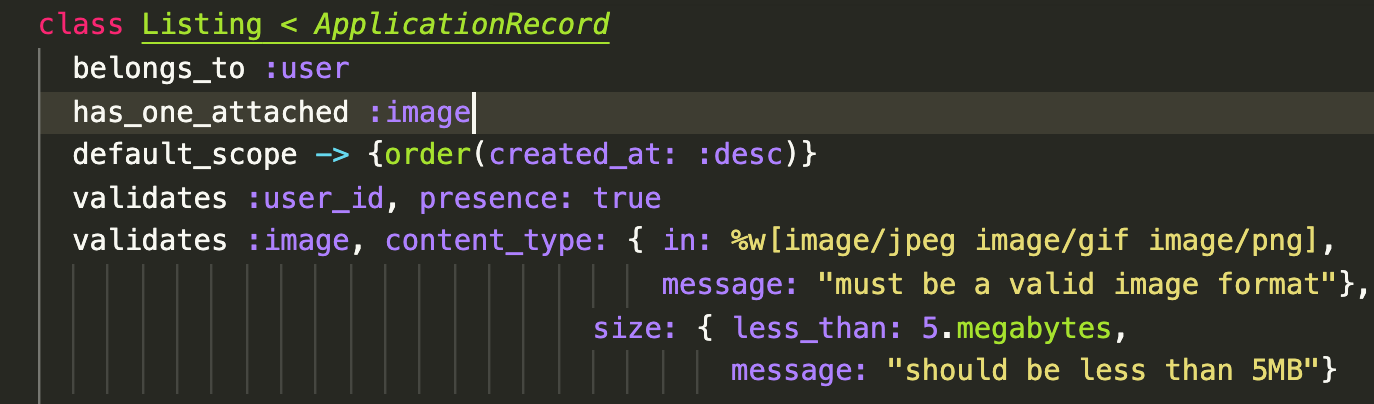 class Listing < ApplicationRecord
belongs_to :user
has_one_attached :image
default_scope -> {order(created_at: :desc)}
validates :user_id, presence: true
validates :image, content_type: { in: %w[image/jpeg image/gif image/png],
message: "must be a valid image format"},
size: { less_than: 5.megabytes,
message: "should be less than 5MB"}